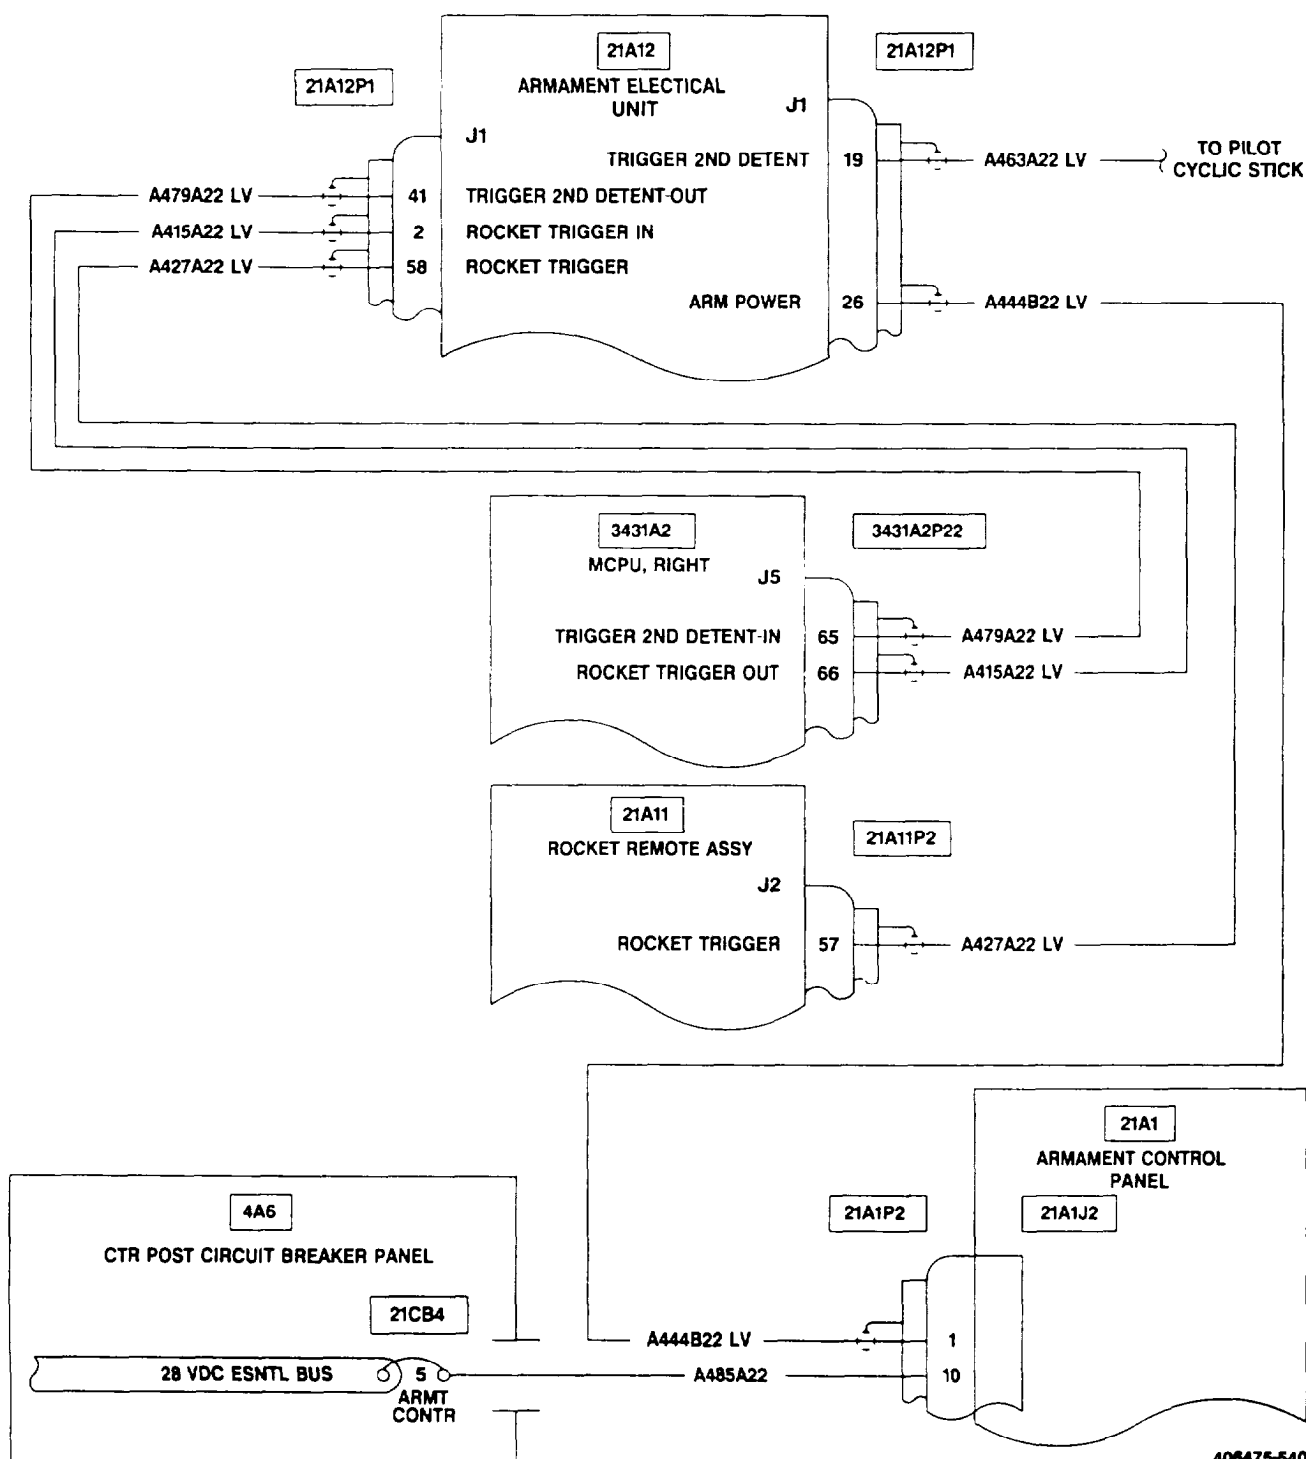 21A12
21A12P1
21A12P1
ARMAMENT ELECTICAL
UNIT
J1
J1
TRIGGER 2ND DETENT 19 A463A22 LV TO PILOT
CYCLIC STICK
A479A22 LV 41 TRIGGER 2ND DETENT-OUT
A415A22 LV 2 ROCKET TRIGGER IN
A427A22 LV 58 ROCKET TRIGGER
ARM POWER 26 A444B22 LV
3431A2 3431A2P22
MCPU, RIGHT J5
TRIGGER 2ND DETENT-IN 65 A479A22 LV
ROCKET TRIGGER OUT 66 A415A22 LV
21A11
21A11P2
ROCKET REMOTE ASSY
J2
ROCKET TRIGGER 57 A427A22 LV
21A1
ARMAMENT CONTROL
PANEL
4A6 21A1P2 21A1J2
CTR POST CIRCUIT BREAKER PANEL
21CB4
A444B22 LV 1
28 VDC ESNTL BUS 5 A485A22 10
ARMT
CONTR
406475-540